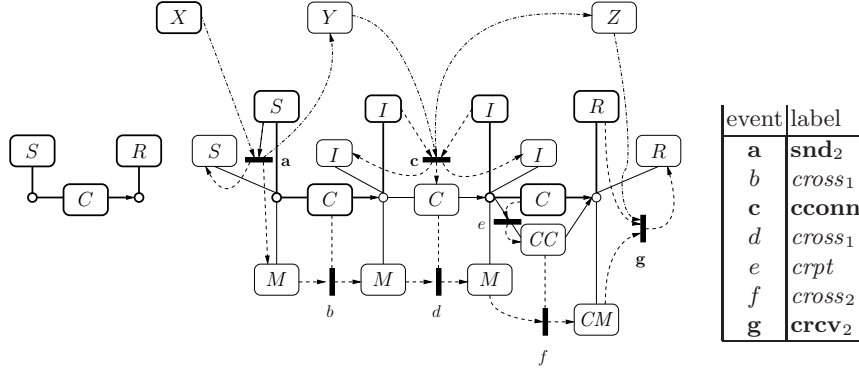 X Y Z
S I I R
S R S a I c I R
C C C C
e CC
g
M M M
b d CM
f
event label
a snd₂
b cross₁
c cconn
d cross₁
e crpt
f cross₂
g crcv₂